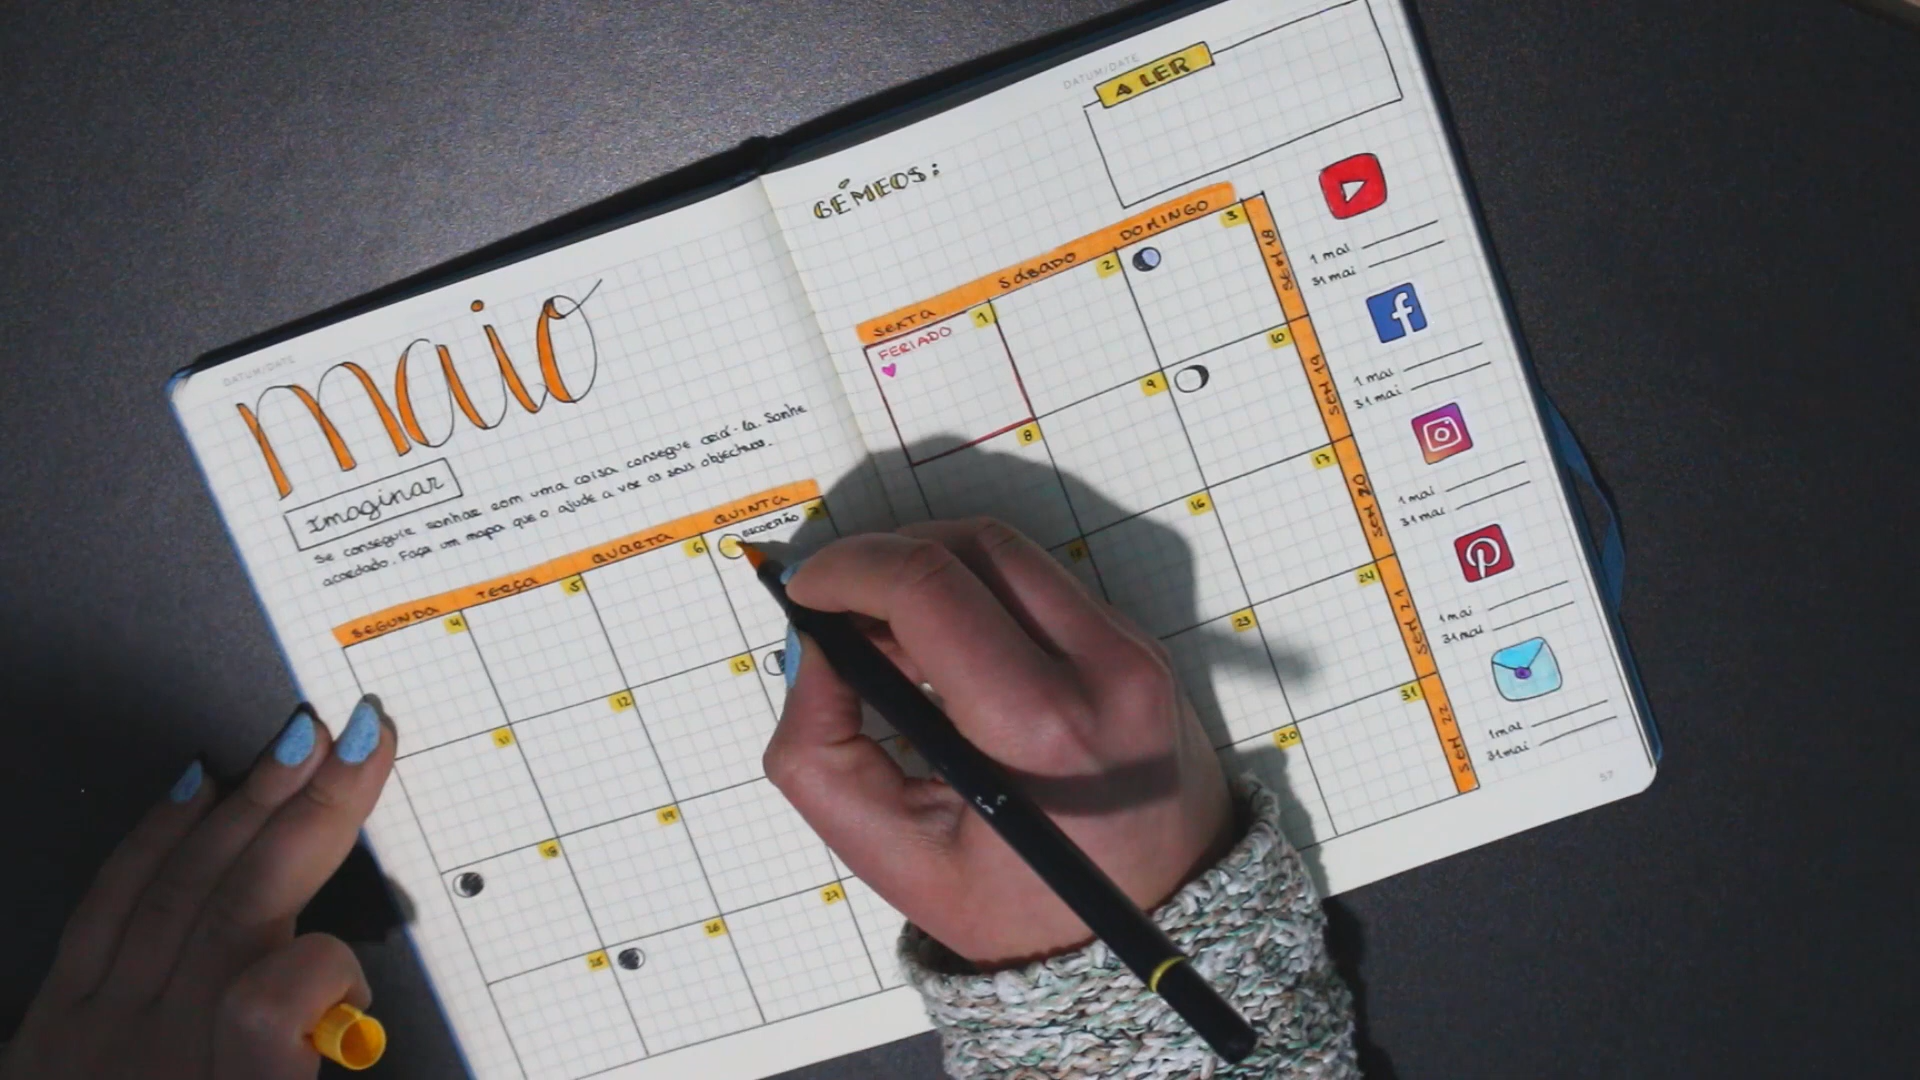 DATUM/DATE
maio
Imaginar
Se conseguir sonhar com uma coisa consegue criá-la. Sonhe
acordado. Faça um mapa que o ajude a ver os seus objectivos.
SEGUNDA TERÇA QUARTA QUINTA
4 5 6 ESCORPIÃO 7
11 12 13
18 19
25 26 27
DATUM/DATE
A LER
GÉMEOS:
SEXTA SÁBADO DOMINGO
FERIADO 1 2 3 SEM 18
8 9 10 SEM 19
15 16 17 SEM 20
23 24 SEM 21
30 31 SEM 22
1 mai
31 mai
f
1 mai
31 mai
1 mai
31 mai
1 mai
31 mai
1 mai
31 mai
57